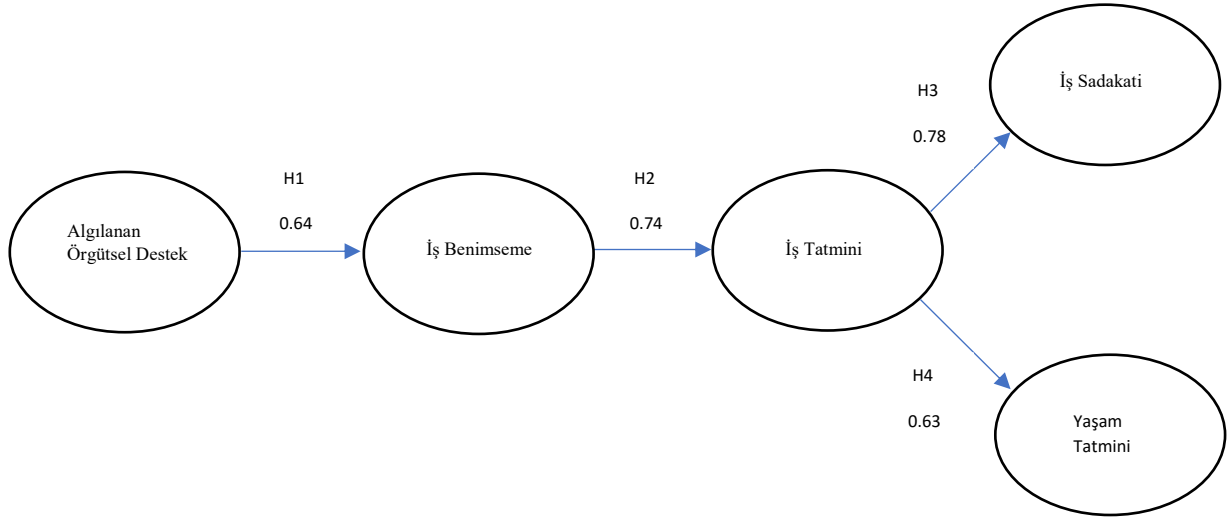 Algılanan
Örgütsel Destek
H1
0.64
İş Benimseme
H2
0.74
İş Tatmini
H3
0.78
İş Sadakati
H4
0.63
Yaşam
Tatmini